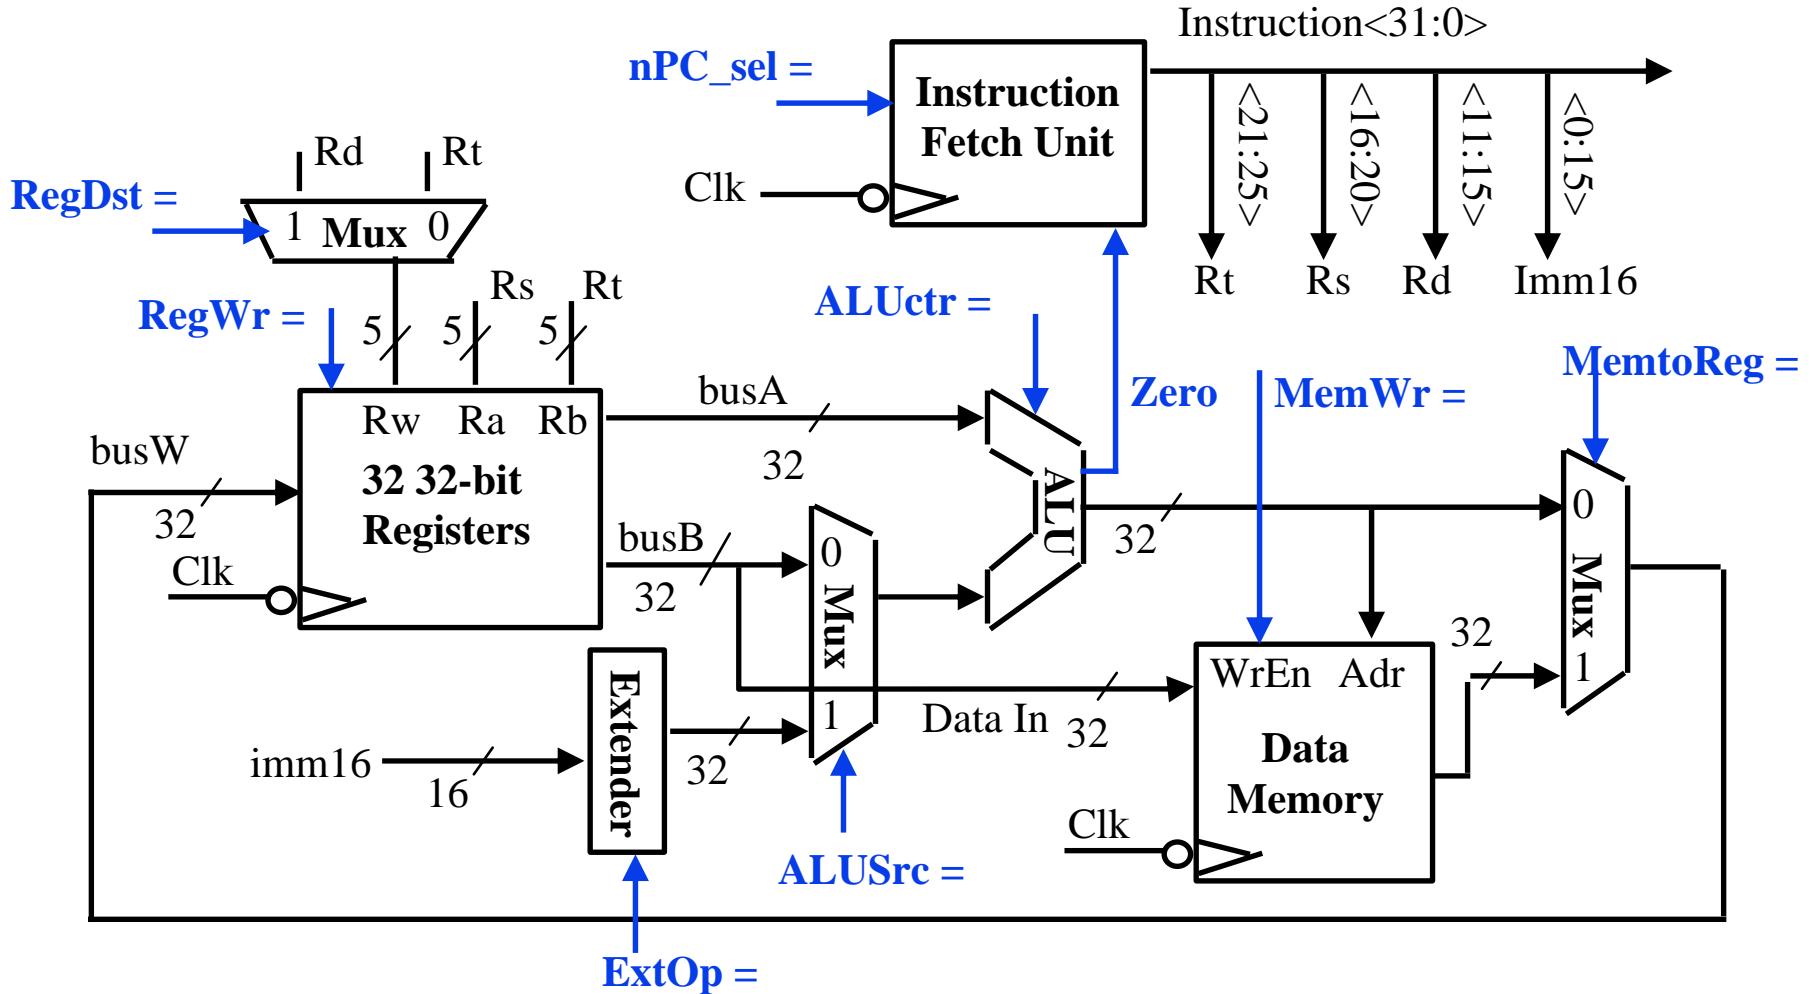 Instruction<31:0>
nPC_sel =
Instruction
Fetch Unit
Clk
<21:25>
<16:20>
<11:15>
<0:15>
Rt
Rs
Rd
Imm16
Rd
Rt
RegDst =
1
Mux
0
RegWr =
5
5
Rs
5
Rt
ALUctr =
Zero
MemWr =
MemtoReg =
busW
32
Rw
Ra
Rb
32 32-bit
Registers
Clk
busA
32
busB
32
0
Mux
1
ALU
32
0
Mux
1
imm16
16
Extender
32
ALUSrc =
ExtOp =
Data In
32
WrEn
Adr
Data
Memory
Clk
32